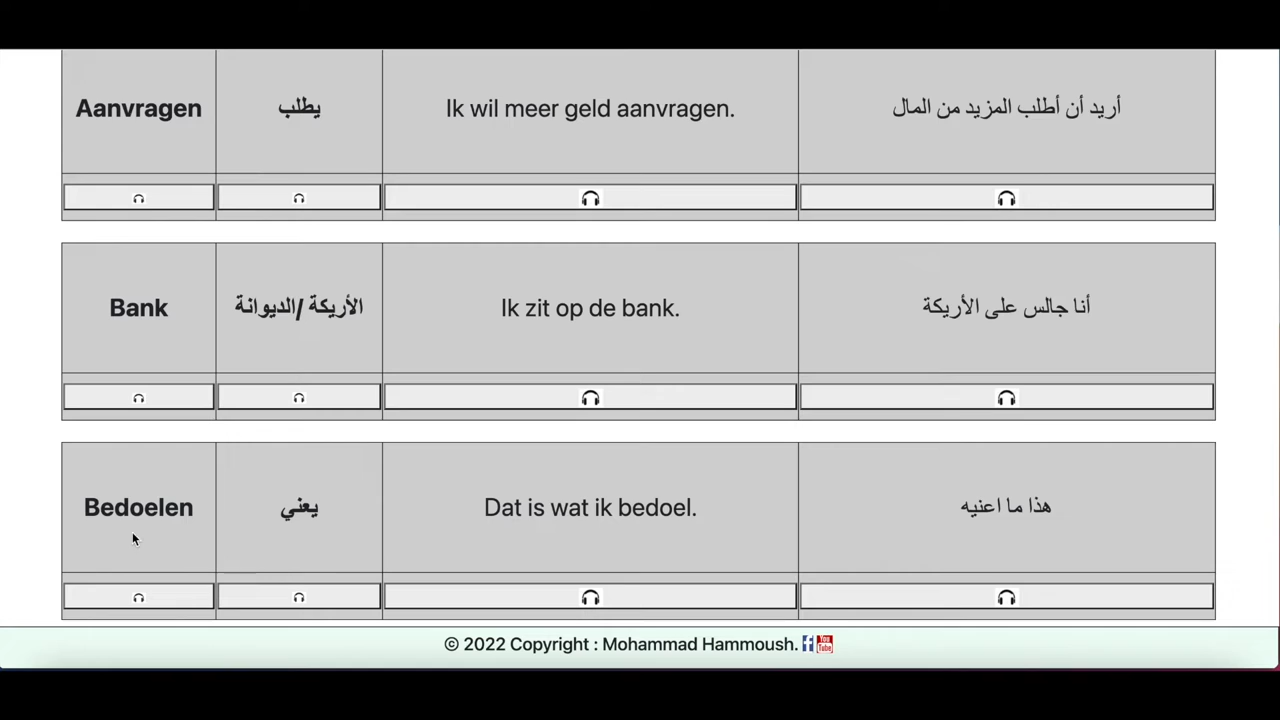 Aanvragen
يطلب
Ik wil meer geld aanvragen.
أريد أن أطلب المزيد من المال
Bank
الأريكة /الديوانة
Ik zit op de bank.
أنا جالس على الأريكة
Bedoelen
يعني
Dat is wat ik bedoel.
هذا ما اعنيه
© 2022 Copyright : Mohammad Hammoush. f You Tube